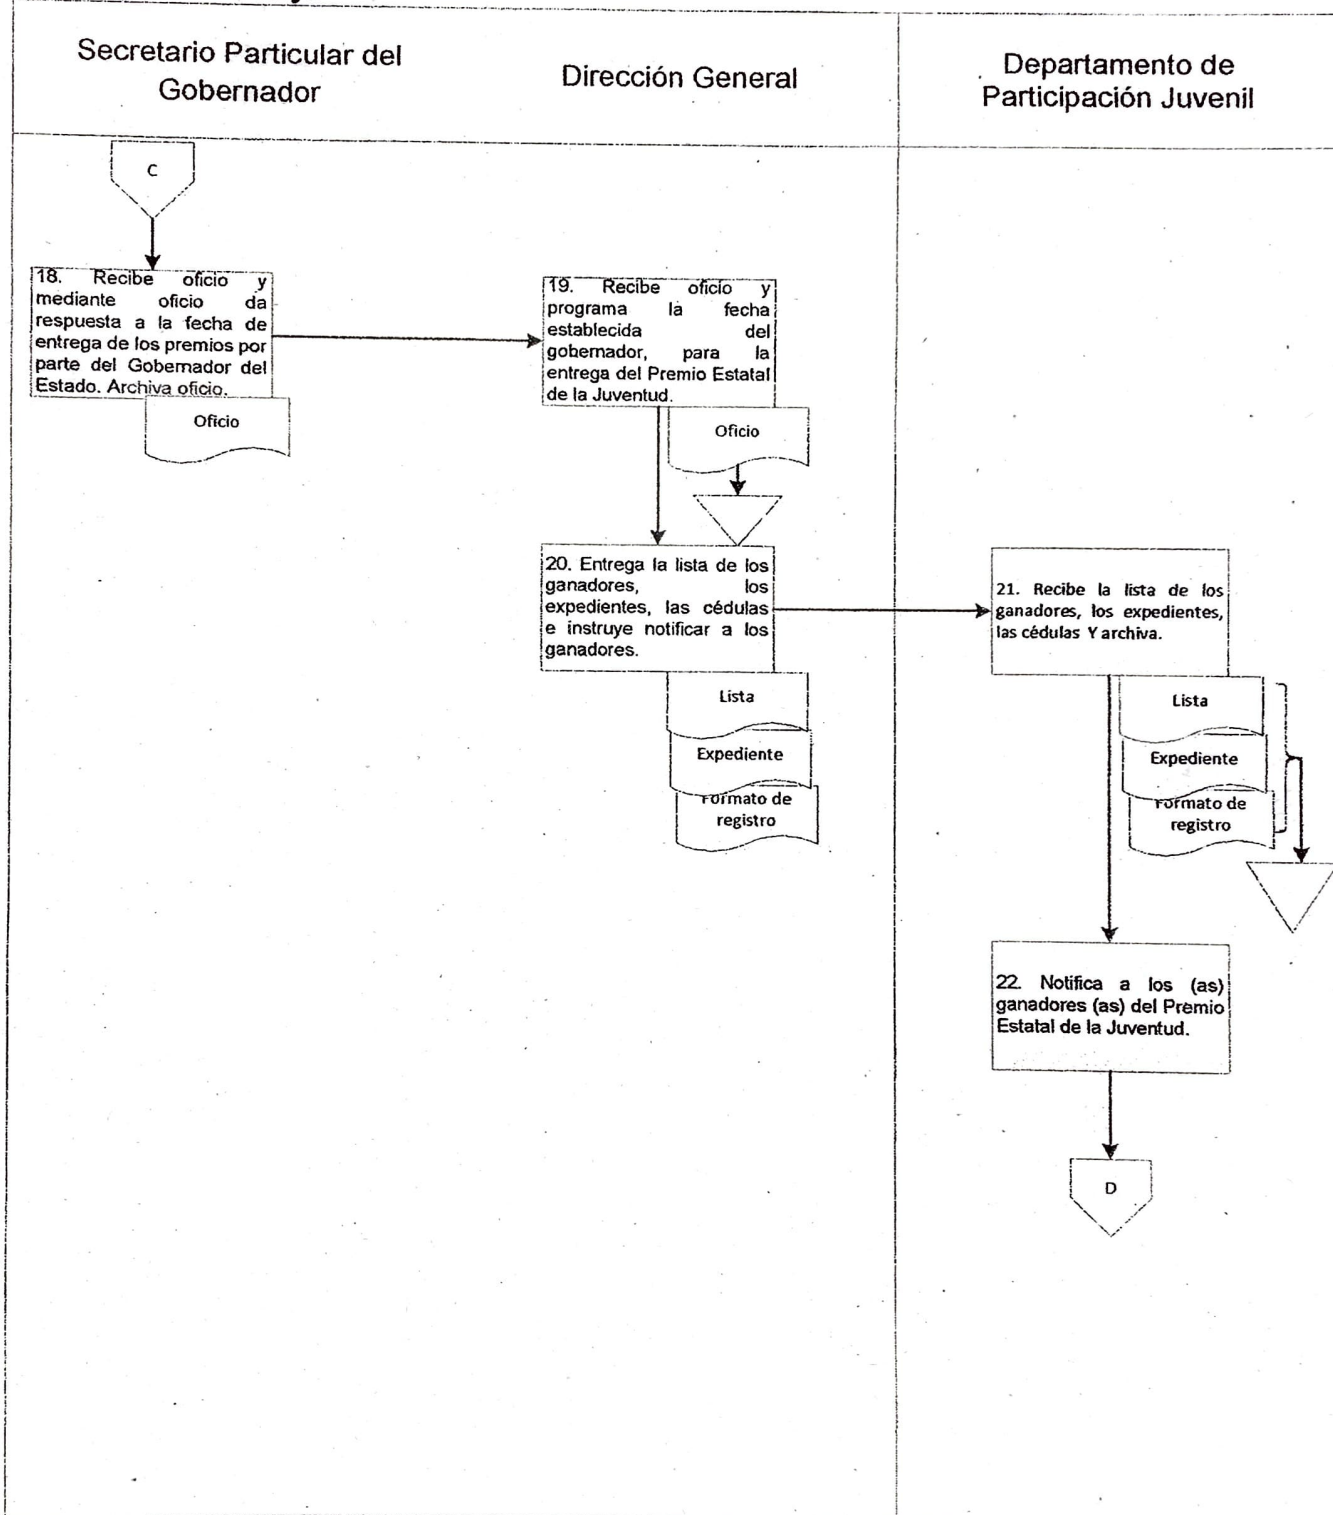 Secretario Particular del
Gobernador
Dirección General
Departamento de
Participación Juvenil
C
18. Recibe oficio y
mediante oficio da
respuesta a la fecha de
entrega de los premios por
parte del Gobernador del
Estado. Archiva oficio.
Oficio
19. Recibe oficio y
programa la fecha
establecida del
gobernador, para la
entrega del Premio Estatal
de la Juventud.
Oficio
20. Entrega la lista de los
ganadores, los
expedientes, las cédulas
e instruye notificar a los
ganadores.
Lista
Expediente
Formato de
registro
21. Recibe la lista de los
ganadores, los expedientes,
las cédulas Y archiva.
Lista
Expediente
Formato de
registro
22. Notifica a los (as)
ganadores (as) del Premio
Estatal de la Juventud.
D